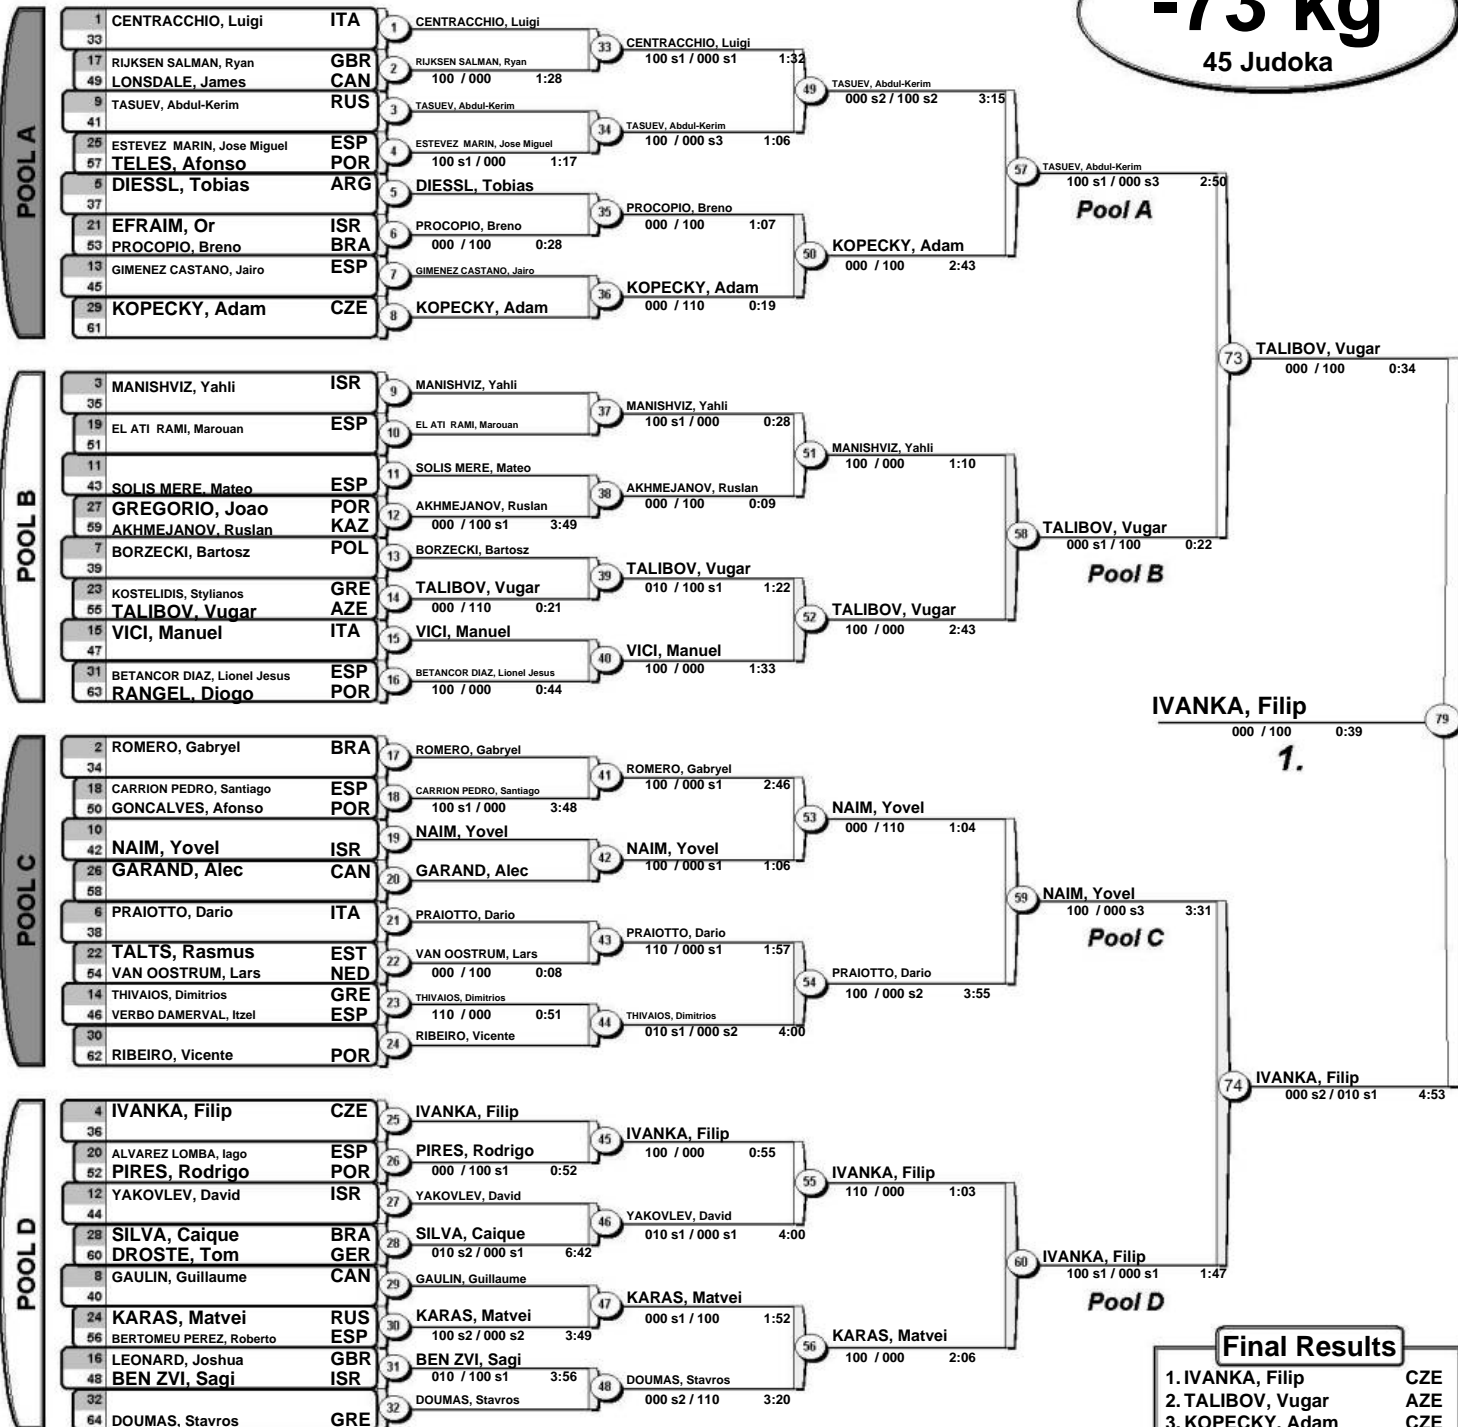 -73 kg
45 Judoka
POOL A
1 CENTRACCHIO, Luigi ITA
33
17 RIJKSEN SALMAN, Ryan GBR
49 LONSDALE, James CAN
9 TASUEV, Abdul-Kerim RUS
41
25 ESTEVEZ MARIN, Jose Miguel ESP
57 TELES, Afonso POR
5 DIESSL, Tobias ARG
37
21 EFRAIM, Or ISR
53 PROCOPIO, Breno BRA
13 GIMENEZ CASTANO, Jairo ESP
45
29 KOPECKY, Adam CZE
61
1 CENTRACCHIO, Luigi
2 RIJKSEN SALMAN, Ryan
100 / 000 1:28
3 TASUEV, Abdul-Kerim
4 ESTEVEZ MARIN, Jose Miguel
100 s1 / 000 1:17
5 DIESSL, Tobias
6 PROCOPIO, Breno
000 / 100 0:28
7 GIMENEZ CASTANO, Jairo
8 KOPECKY, Adam
33 CENTRACCHIO, Luigi
100 s1 / 000 s1 1:32
34 TASUEV, Abdul-Kerim
100 / 000 s3 1:06
35 PROCOPIO, Breno
000 / 100 1:07
36 KOPECKY, Adam
000 / 110 0:19
49 TASUEV, Abdul-Kerim
000 s2 / 100 s2 3:15
50 KOPECKY, Adam
000 / 100 2:43
57 TASUEV, Abdul-Kerim
100 s1 / 000 s3 2:50
Pool A
POOL B
3 MANISHVIZ, Yahli ISR
35
19 EL ATI RAMI, Marouan ESP
51
11
43 SOLIS MERE, Mateo ESP
27 GREGORIO, Joao POR
59 AKHMEJANOV, Ruslan KAZ
7 BORZECKI, Bartosz POL
39
23 KOSTELIDIS, Stylianos GRE
55 TALIBOV, Vugar AZE
15 VICI, Manuel ITA
47
31 BETANCOR DIAZ, Lionel Jesus ESP
63 RANGEL, Diogo POR
9 MANISHVIZ, Yahli
10 EL ATI RAMI, Marouan
11 SOLIS MERE, Mateo
12 AKHMEJANOV, Ruslan
000 / 100 s1 3:49
13 BORZECKI, Bartosz
14 TALIBOV, Vugar
000 / 110 0:21
15 VICI, Manuel
16 BETANCOR DIAZ, Lionel Jesus
100 / 000 0:44
37 MANISHVIZ, Yahli
100 s1 / 000 0:28
38 AKHMEJANOV, Ruslan
000 / 100 0:09
39 TALIBOV, Vugar
010 / 100 s1 1:22
40 VICI, Manuel
100 / 000 1:33
51 MANISHVIZ, Yahli
100 / 000 1:10
52 TALIBOV, Vugar
100 / 000 2:43
58 TALIBOV, Vugar
000 s1 / 100 0:22
Pool B
73 TALIBOV, Vugar
000 / 100 0:34
IVANKA, Filip 79
000 / 100 0:39
1.
POOL C
2 ROMERO, Gabryel BRA
34
18 CARRION PEDRO, Santiago ESP
50 GONCALVES, Afonso POR
10
42 NAIM, Yovel ISR
26 GARAND, Alec CAN
58
6 PRAIOTTO, Dario ITA
38
22 TALTS, Rasmus EST
54 VAN OOSTRUM, Lars NED
14 THIVAIOS, Dimitrios GRE
46 VERBO DAMERVAL, Itzel ESP
30
62 RIBEIRO, Vicente POR
17 ROMERO, Gabryel
18 CARRION PEDRO, Santiago
100 s1 / 000 3:48
19 NAIM, Yovel
20 GARAND, Alec
21 PRAIOTTO, Dario
22 VAN OOSTRUM, Lars
000 / 100 0:08
23 THIVAIOS, Dimitrios
110 / 000 0:51
24 RIBEIRO, Vicente
41 ROMERO, Gabryel
100 / 000 s1 2:46
42 NAIM, Yovel
100 / 000 s1 1:06
43 PRAIOTTO, Dario
110 / 000 s1 1:57
44 THIVAIOS, Dimitrios
010 s1 / 000 s2 4:00
53 NAIM, Yovel
000 / 110 1:04
54 PRAIOTTO, Dario
100 / 000 s2 3:55
59 NAIM, Yovel
100 / 000 s3 3:31
Pool C
POOL D
4 IVANKA, Filip CZE
36
20 ALVAREZ LOMBA, Iago ESP
52 PIRES, Rodrigo POR
12 YAKOVLEV, David ISR
44
28 SILVA, Caique BRA
60 DROSTE, Tom GER
8 GAULIN, Guillaume CAN
40
24 KARAS, Matvei RUS
56 BERTOMEU PEREZ, Roberto ESP
16 LEONARD, Joshua GBR
48 BEN ZVI, Sagi ISR
32
64 DOUMAS, Stavros GRE
25 IVANKA, Filip
26 PIRES, Rodrigo
000 / 100 s1 0:52
27 YAKOVLEV, David
28 SILVA, Caique
010 s2 / 000 s1 6:42
29 GAULIN, Guillaume
30 KARAS, Matvei
100 s2 / 000 s2 3:49
31 BEN ZVI, Sagi
010 / 100 s1 3:56
32 DOUMAS, Stavros
45 IVANKA, Filip
100 / 000 0:55
46 YAKOVLEV, David
010 s1 / 000 s1 4:00
47 KARAS, Matvei
000 s1 / 100 1:52
48 DOUMAS, Stavros
000 s2 / 110 3:20
55 IVANKA, Filip
110 / 000 1:03
56 KARAS, Matvei
100 / 000 2:06
60 IVANKA, Filip
100 s1 / 000 s1 1:47
Pool D
74 IVANKA, Filip
000 s2 / 010 s1 4:53
Final Results
1. IVANKA, Filip CZE
2. TALIBOV, Vugar AZE
3. KOPECKY, Adam CZE